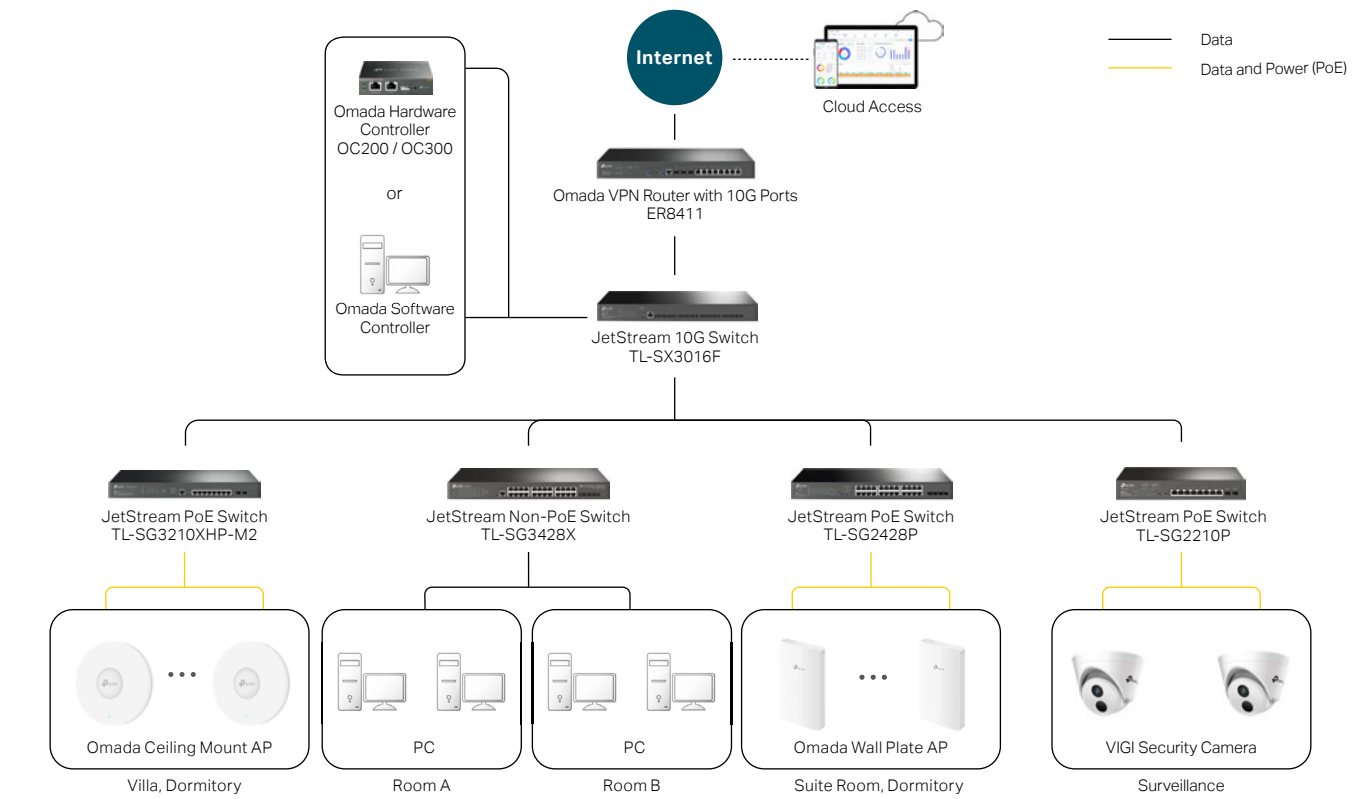 Internet
Cloud Access
Data
Data and Power (PoE)
Omada Hardware
Controller
OC200 / OC300
or
Omada Software
Controller
Omada VPN Router with 10G Ports
ER8411
JetStream 10G Switch
TL-SX3016F
JetStream PoE Switch
TL-SG3210XHP-M2
JetStream Non-PoE Switch
TL-SG3428X
JetStream PoE Switch
TL-SG2428P
JetStream PoE Switch
TL-SG2210P
Omada Ceiling Mount AP
PC
PC
Omada Wall Plate AP
VIGI Security Camera
Villa, Dormitory
Room A
Room B
Suite Room, Dormitory
Surveillance